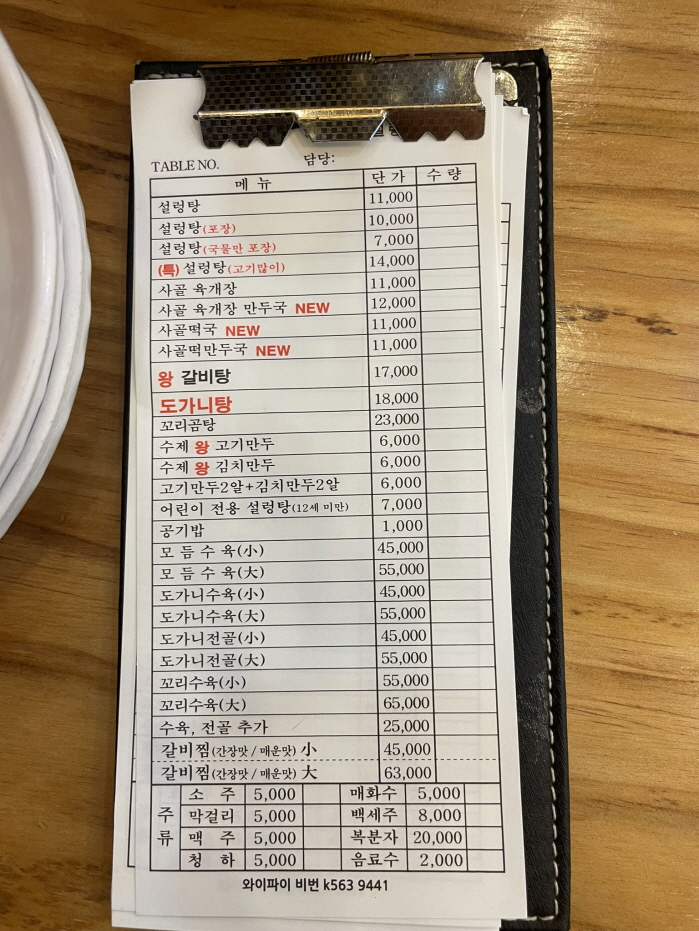 TABLE NO. 담당:
메 뉴 단 가 수 량
설렁탕 11,000
설렁탕(포장) 10,000
설렁탕(국물만 포장) 7,000
(특) 설렁탕(고기많이) 14,000
사골 육개장 11,000
사골 육개장 만두국 NEW 12,000
사골떡국 NEW 11,000
사골떡만두국 NEW 11,000
왕 갈비탕 17,000
도가니탕 18,000
꼬리곰탕 23,000
수제 왕 고기만두 6,000
수제 왕 김치만두 6,000
고기만두2알+김치만두2알 6,000
어린이 전용 설렁탕(12세 미만) 7,000
공기밥 1,000
모 듬 수 육(小) 45,000
모 듬 수 육(大) 55,000
도가니수육(小) 45,000
도가니수육(大) 55,000
도가니전골(小) 45,000
도가니전골(大) 55,000
꼬리수육(小) 55,000
꼬리수육(大) 65,000
수육, 전골 추가 25,000
갈비찜(간장맛 / 매운맛) 小 45,000
갈비찜(간장맛 / 매운맛) 大 63,000
주류
소 주 5,000 매화수 5,000
막걸리 5,000 백세주 8,000
맥 주 5,000 복분자 20,000
청 하 5,000 음료수 2,000
와이파이 비번 k563 9441